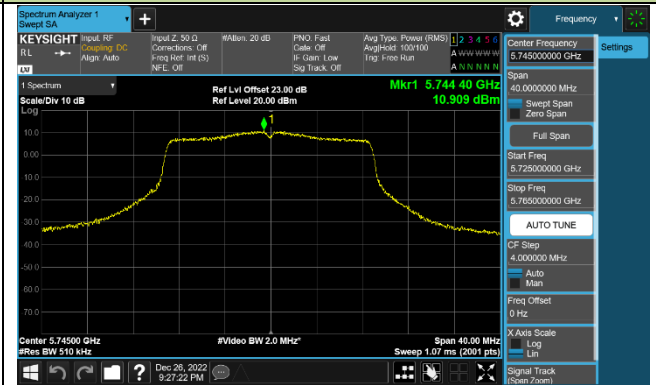 Spectrum Analyzer 1
Swept SA
+
Frequency
KEYSIGHT
RL
Input: RF
Coupling: DC
Align: Auto
Input Z: 50 Ω
Corrections: Off
Freq Ref: Int (S)
NFE: Off
#Atten: 20 dB
PNO: Fast
Gate: Off
IF Gain: Low
Sig Track: Off
Avg Type: Power (RMS)
Avg|Hold: 100/100
Trig: Free Run
1 2 3 4 5 6
A W W W W W
A N N N N N
1 Spectrum
Scale/Div 10 dB
Log
Ref Lvl Offset 23.00 dB
Ref Level 20.00 dBm
Mkr1 5.744 40 GHz
10.909 dBm
1
10.0
0.00
10.0
20.0
30.0
40.0
-50.0
60.0
70.0
Center 5.74500 GHz
#Res BW 510 kHz
#Video BW 2.0 MHz*
Span 40.00 MHz
Sweep 1.07 ms (2001 pts)
Center Frequency
5.745000000 GHz
Settings
Span
40.0000000 MHz
Swept Span
Zero Span
Full Span
Start Freq
5.725000000 GHz
Stop Freq
5.765000000 GHz
AUTO TUNE
CF Step
4.000000 MHz
Auto
Man
Freq Offset
0 Hz
X Axis Scale
Log
Lin
Signal Track
(Span Zoom)
?
Dec 26, 2022
9:27:22 PM